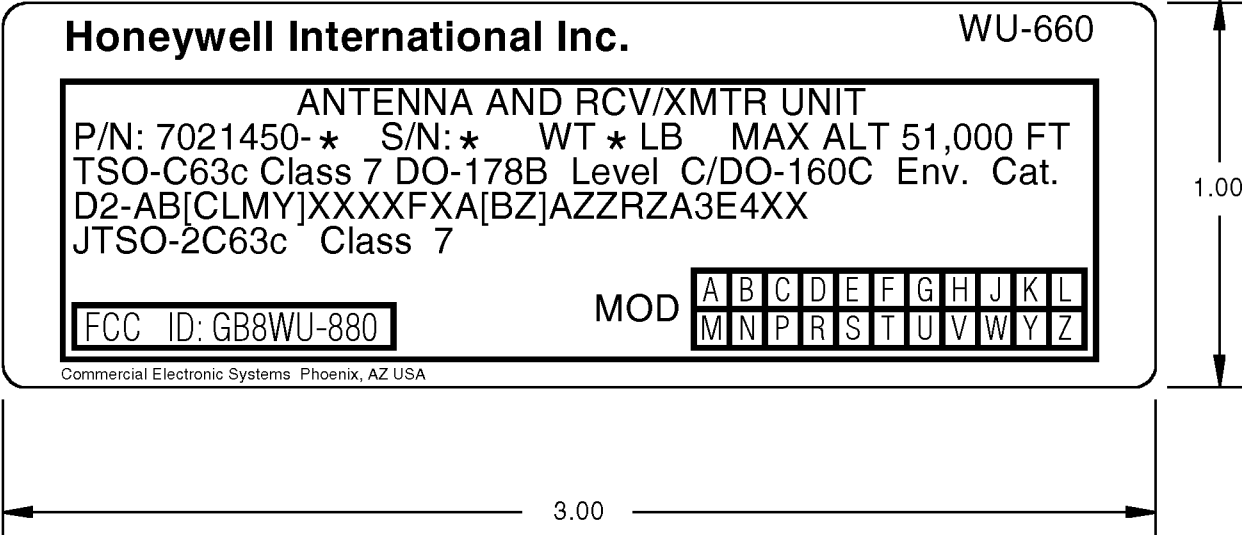 Honeywell International Inc. WU-660
ANTENNA AND RCV/XMTR UNIT
P/N: 7021450-* S/N: * WT * LB MAX ALT 51,000 FT
TSO-C63c Class 7 DO-178B Level C/DO-160C Env. Cat.
D2-AB[CLMY]XXXXFXA[BZ]AZZRZA3E4XX
JTSO-2C63c Class 7
MOD A B C D E F G H J K L
M N P R S T U V W Y Z
FCC ID: GB8WU-880
Commercial Electronic Systems Phoenix, AZ USA
1.00
3.00